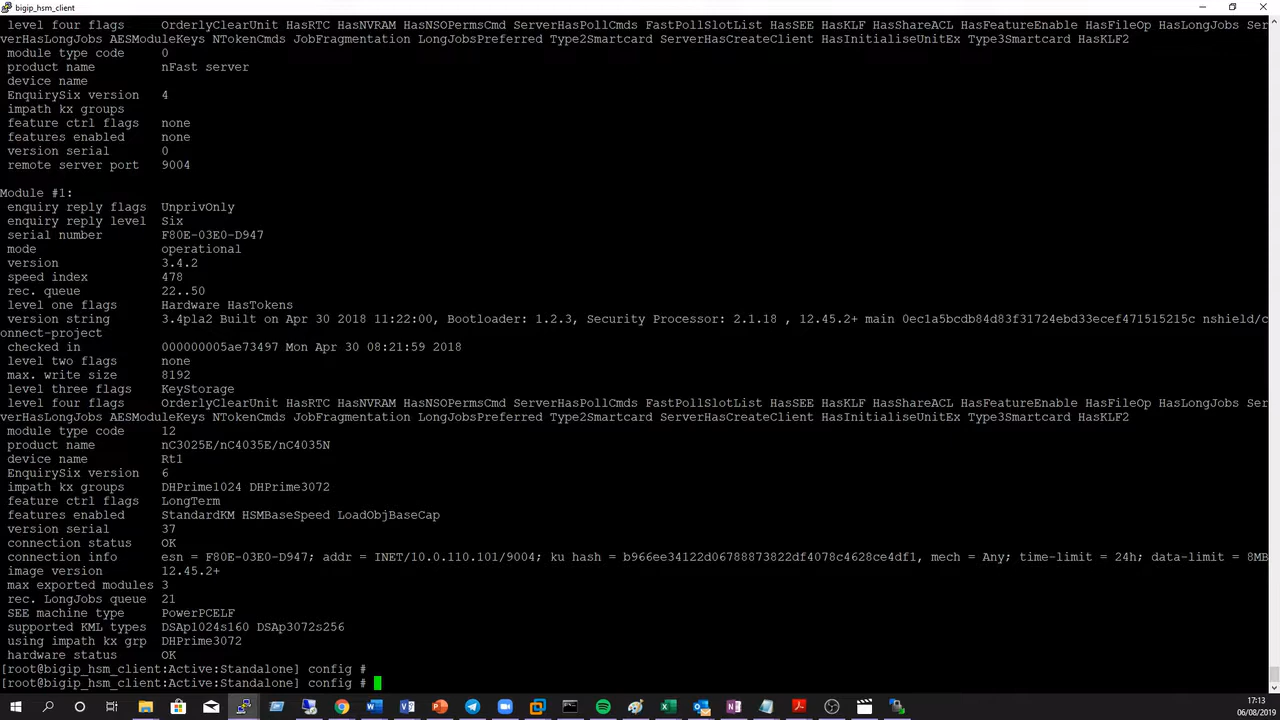 bigip_hsm_client
level four flags OrderlyClearUnit HasRTC HasNVRAM HasNSOPermsCmd ServerHasPollCmds FastPollSlotList HasSEE HasKLF HasShareACL HasFeatureEnable HasFileOp HasLongJobs Ser
verHasLongJobs AESModuleKeys NTokenCmds JobFragmentation LongJobsPreferred Type2Smartcard ServerHasCreateClient HasInitialiseUnitEx Type3Smartcard HasKLF2
module type code 0
product name nFast server
device name
EnquirySix version 4
impath kx groups
feature ctrl flags none
features enabled none
version serial 0
remote server port 9004
Module #1:
enquiry reply flags UnprivOnly
enquiry reply level Six
serial number F80E-03E0-D947
mode operational
version 3.4.2
speed index 478
rec. queue 22..50
level one flags Hardware HasTokens
version string 3.4pla2 Built on Apr 30 2018 11:22:00, Bootloader: 1.2.3, Security Processor: 2.1.18 , 12.45.2+ main 0ec1a5bcdb84d83f31724ebd33ecef471515215c nshield/c
onnect-project
checked in 000000005ae73497 Mon Apr 30 08:21:59 2018
level two flags none
max. write size 8192
level three flags KeyStorage
level four flags OrderlyClearUnit HasRTC HasNVRAM HasNSOPermsCmd ServerHasPollCmds FastPollSlotList HasSEE HasKLF HasShareACL HasFeatureEnable HasFileOp HasLongJobs Ser
verHasLongJobs AESModuleKeys NTokenCmds JobFragmentation LongJobsPreferred Type2Smartcard ServerHasCreateClient HasInitialiseUnitEx Type3Smartcard HasKLF2
module type code 12
product name nC3025E/nC4035E/nC4035N
device name Rt1
EnquirySix version 6
impath kx groups DHPrime1024 DHPrime3072
feature ctrl flags LongTerm
features enabled StandardKM HSMBaseSpeed LoadObjBaseCap
version serial 37
connection status OK
connection info esn = F80E-03E0-D947; addr = INET/10.0.110.101/9004; ku hash = b966ee34122d06788873822df4078c4628ce4df1, mech = Any; time-limit = 24h; data-limit = 8MB
image version 12.45.2+
max exported modules 3
rec. LongJobs queue 21
SEE machine type PowerPCELF
supported KML types DSAp1024s160 DSAp3072s256
using impath kx grp DHPrime3072
hardware status OK
[root@bigip_hsm_client:Active:Standalone] config #
[root@bigip_hsm_client:Active:Standalone] config #
17:13
06/08/2019